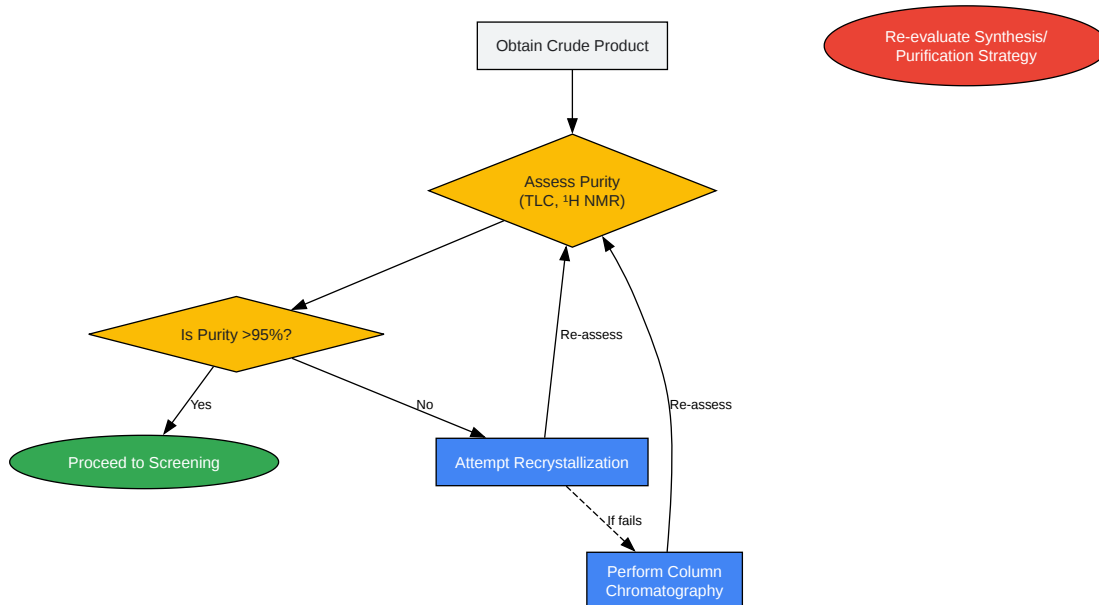 Obtain Crude Product
Re-evaluate Synthesis/
Purification Strategy
Assess Purity
(TLC, ¹H NMR)
Is Purity >95%?
Re-assess
Yes
No
Re-assess
Proceed to Screening
Attempt Recrystallization
If fails
Perform Column
Chromatography